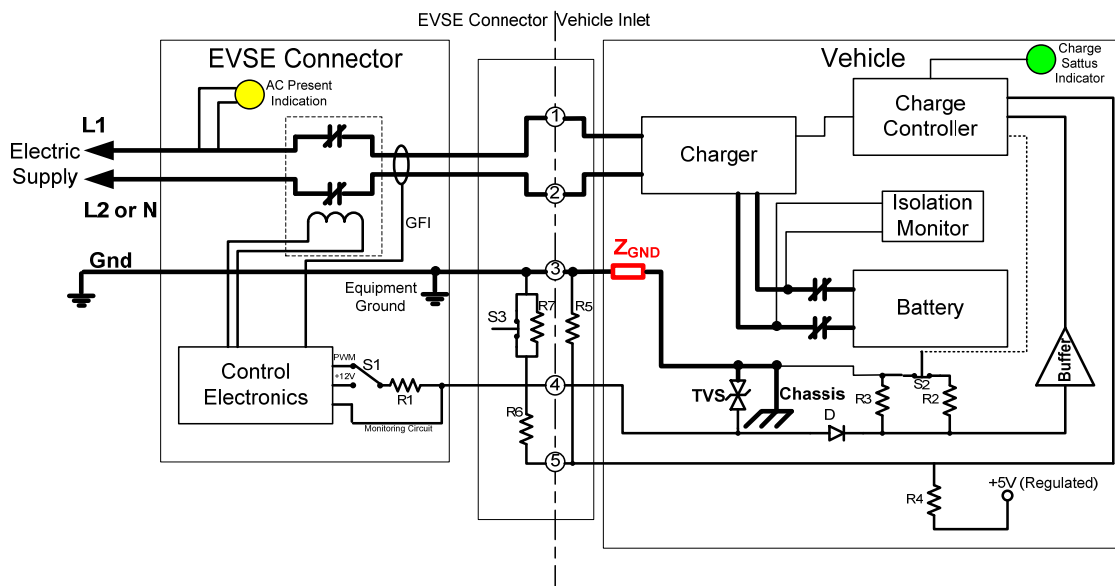 EVSE Connector
Vehicle Inlet
EVSE Connector
Vehicle
AC Present
Indication
Charge
Sattus
Indicator
L1
Electric
Supply
L2 or N
GFI
1
2
Charger
Charge
Controller
Isolation
Monitor
Gnd
Equipment
Ground
3
ZGND
Battery
S3
R7
R5
Control
Electronics
PWM
+12V
S1
R1
Monitoring Circuit
4
R6
5
TVS
Chassis
D
R3
S2
R2
Buffer
R4
+5V (Regulated)